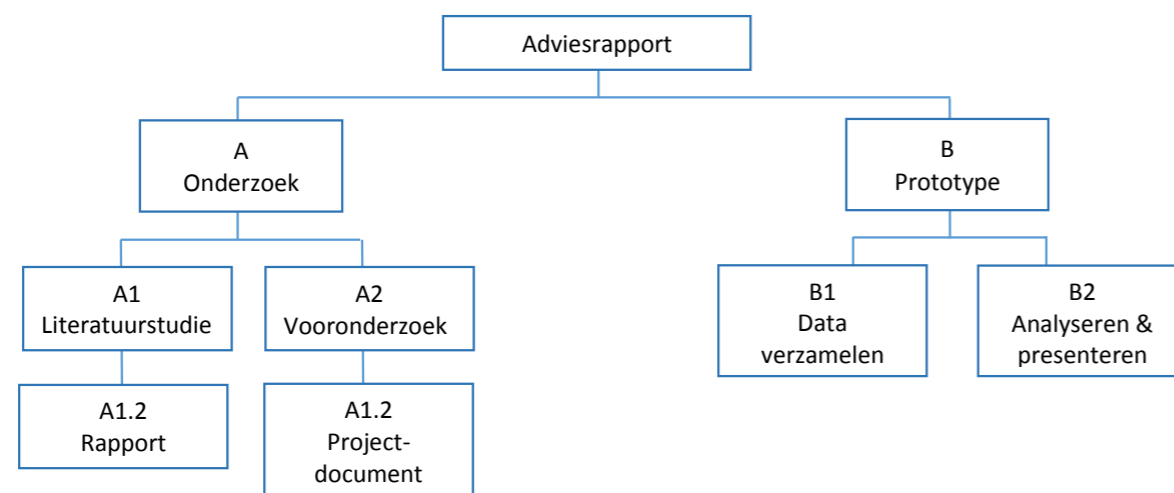 Adviesrapport
A
Onderzoek
B
Prototype
A1
Literatuurstudie
A2
Vooronderzoek
B1
Data
verzamelen
B2
Analyseren &
presenteren
A1.2
Rapport
A1.2
Project-
document